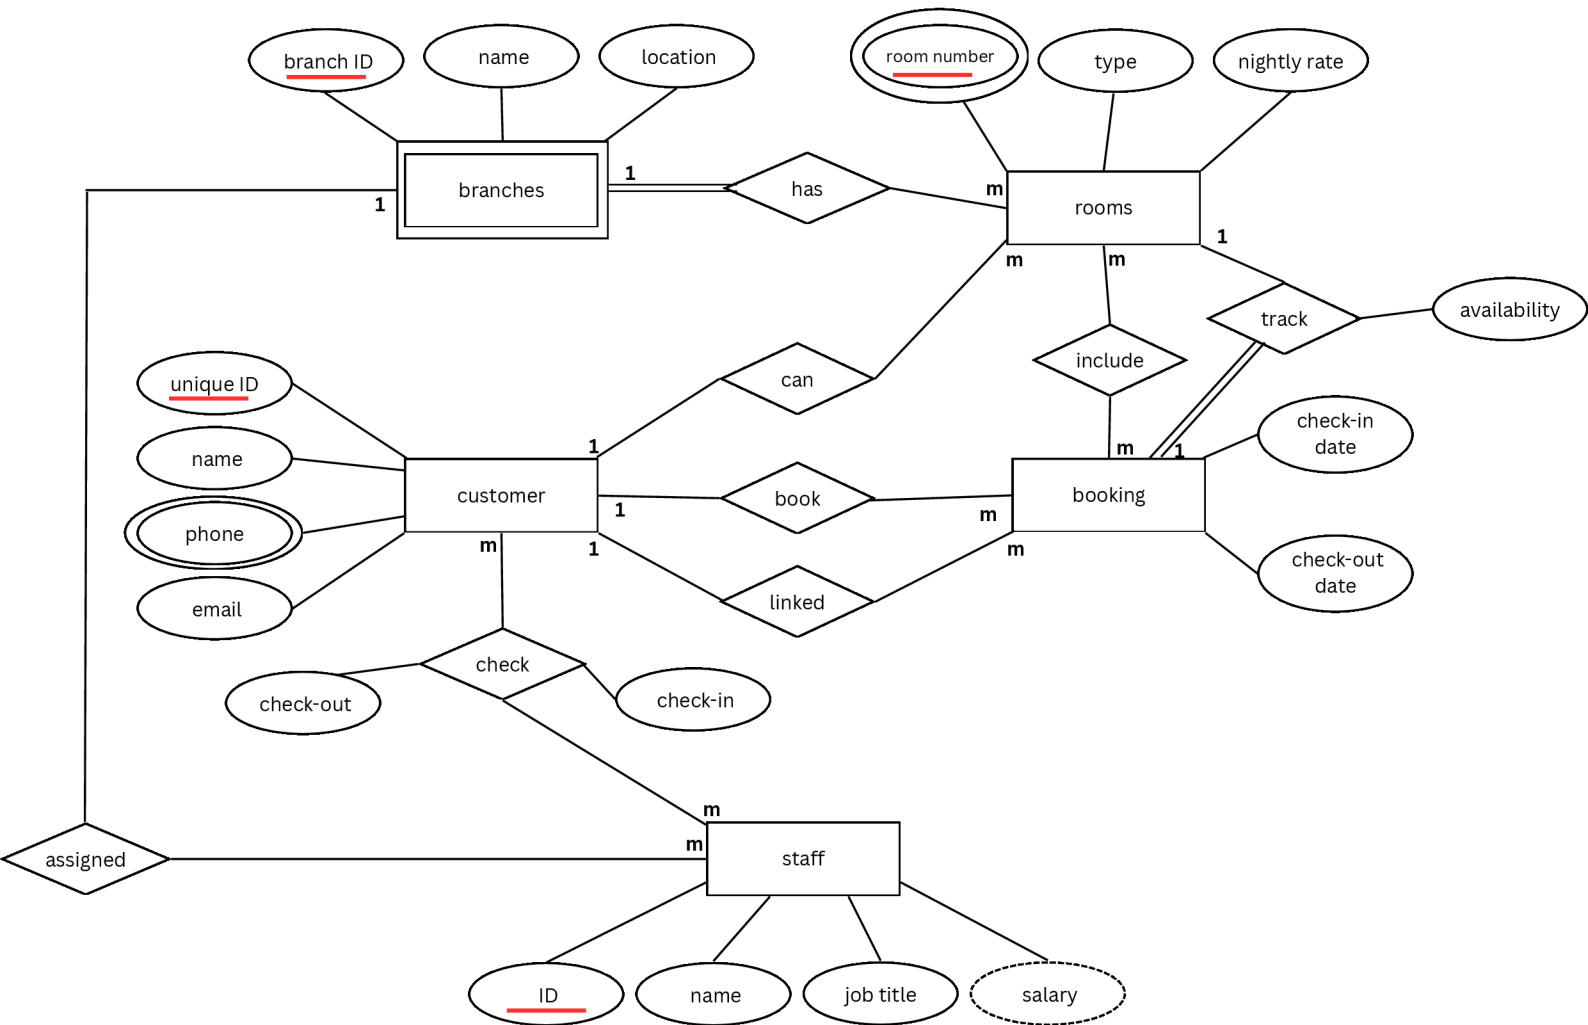 branch ID
name
location
room number
type
nightly rate
1
branches
1
has
m
rooms
1
m
m
track
availability
include
can
unique ID
name
phone
email
1
customer
1
m
1
book
m
1
booking
m
m
check-in
date
check-out
date
linked
check
check-out
check-in
m
m
assigned
staff
ID
name
job title
salary